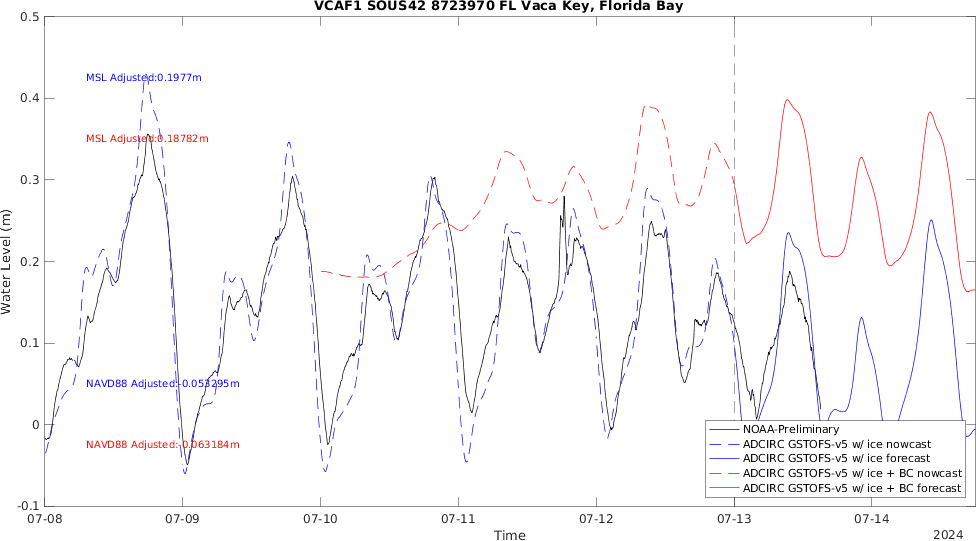 VCAF1 SOUS42 8723970 FL Vaca Key, Florida Bay
0.5
0.4
0.3
0.2
0.1
0
-0.1
Water Level (m)
MSL Adjusted:0.1977m
MSL Adjusted:0.18782m
NAVD88 Adjusted:-0.053295m
NAVD88 Adjusted:-0.063184m
NOAA-Preliminary
ADCIRC GSTOFS-v5 w/ ice nowcast
ADCIRC GSTOFS-v5 w/ ice forecast
ADCIRC GSTOFS-v5 w/ ice + BC nowcast
ADCIRC GSTOFS-v5 w/ ice + BC forecast
07-08 07-09 07-10 07-11 07-12 07-13 07-14
Time
2024